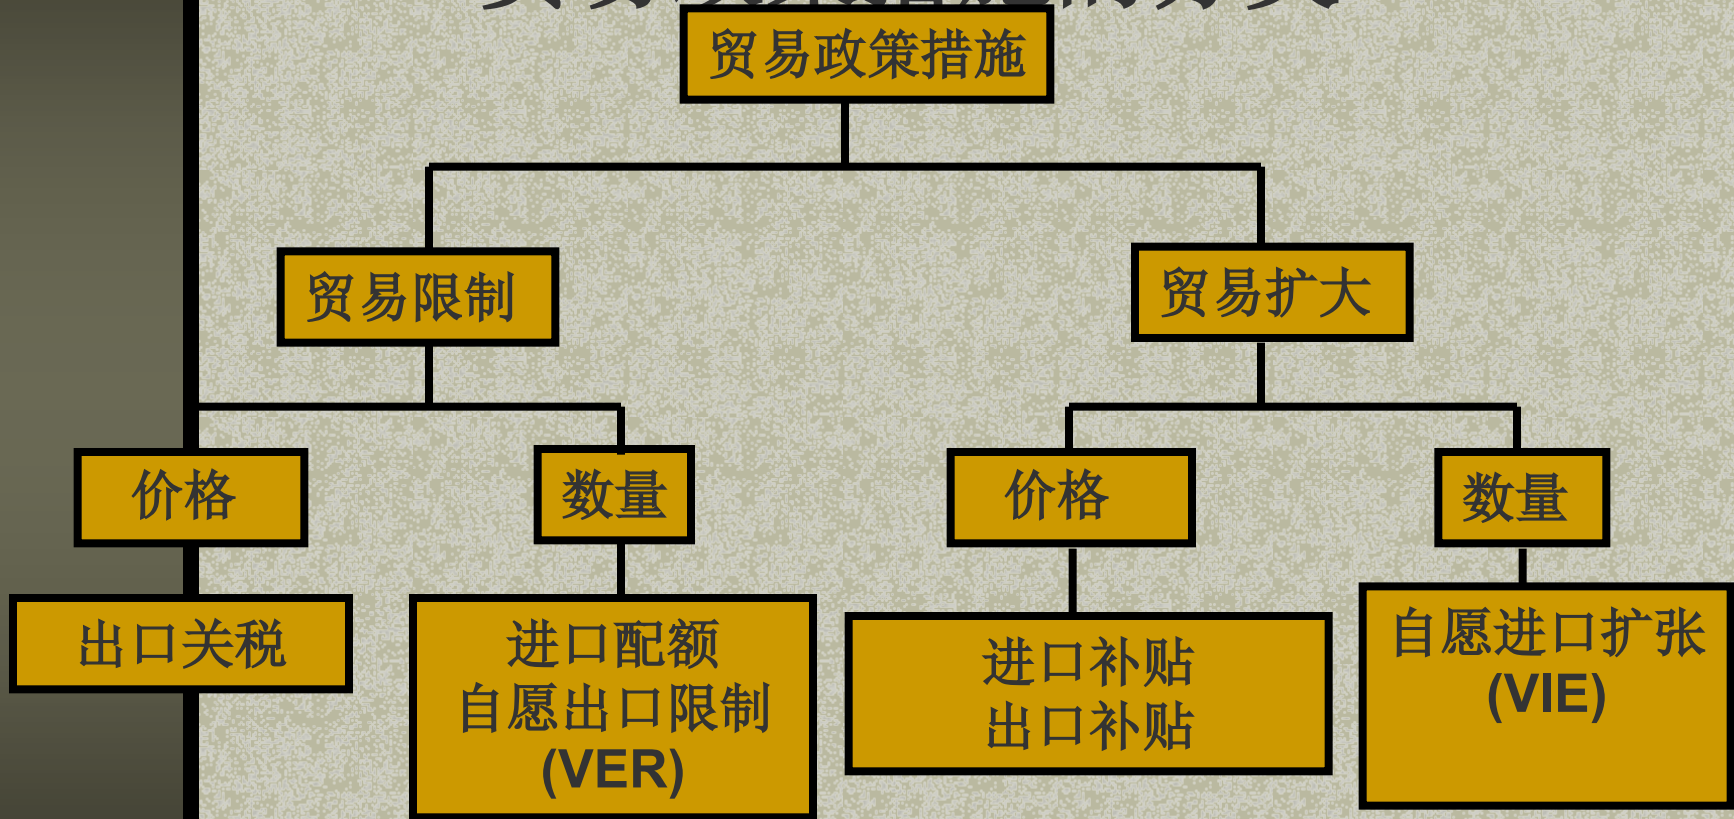 贸易政策措施
贸易限制
贸易扩大
价格
数量
价格
数量
出口关税
进口配额
自愿出口限制
(VER)
进口补贴
出口补贴
自愿进口扩张
(VIE)